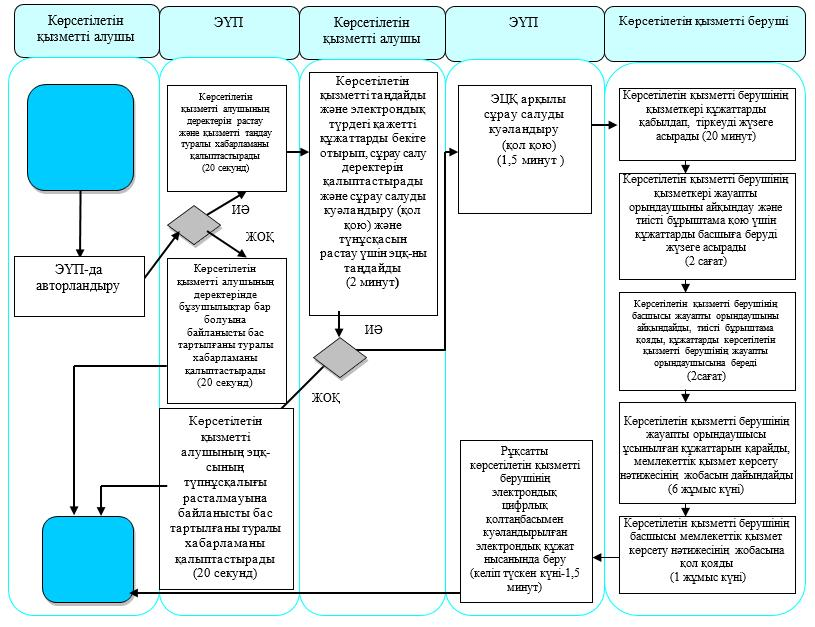 Көрсетілетін
қызметті алушы
ЭҮП
Көрсетілетін
қызметті алушы
ЭҮП
Көрсетілетін қызметті беруші
ЭҮП-да
авторландыру
Көрсетілетін
қызметті алушының
деректерін растау
және қызметті таңдау
туралы хабарламаны
қалыптастырады
(20 секунд)
ИӘ
ЖОҚ
Көрсетілетін
қызметті алушының
деректерінде
бұзушылықтар бар
болуына
байланысты бас
тартылғаны туралы
хабарламаны
қалыптастырады
(20 секунд)
Көрсетілетін
қызметті
алушының эцқ-
сының
түпнұсқалығы
расталмауына
байланысты бас
тартылғаны туралы
хабарламаны
қалыптастырады
(20 секунд)
Көрсетілетін
қызметті таңдайды
және электрондық
түрдегі қажетті
құжаттарды бекіте
отырып, сұрау салу
деректерін
қалыптастырады
және сұрау салуды
куәландыру (қол
қою) және
түнұсқасын
растау үшін эцқ-ны
таңдайды
(2 минут)
ИӘ
ЖОҚ
ЭЦҚ арқылы
сұрау салуды
куәландыру
(қол қою)
(1,5 минут )
Рұқсатты
көрсетілетін қызметті
берушінің
электрондық
цифрлық
қолтаңбасымен
куәландырылған
электрондық құжат
нысанында беру
(келіп түскен күні-1,5
минут)
Көрсетілетін қызметті берушінің
қызметкері құжаттарды
қабылдап, тіркеуді жүзеге
асырады (20 минут)
Көрсетілетін қызметті берушінің
қызметкері жауапты
орындаушыны айқындау және
тиісті бұрыштама қою үшін
құжаттарды басшыға беруді
жүзеге асырады
(2 сағат)
Көрсетілетін қызметті берушінің
басшысы жауапты орындаушыны
айқындайды, тиісті бұрыштама
қояды, құжаттарды көрсетілетін
қызметті берушінің жауапты
орындаушысына береді
(2сағат)
Көрсетілетін қызметті берушінің
жауапты орындаушысы
ұсынылған құжаттарын қарайды,
мемлекеттік қызмет көрсету
нәтижесінің жобасын дайындайды
(6 жұмыс күні)
Көрсетілетін қызметті берушінің
басшысы мемлекеттік қызмет
көрсету нәтижесінің жобасына
қол қояды
(1 жұмыс күні)